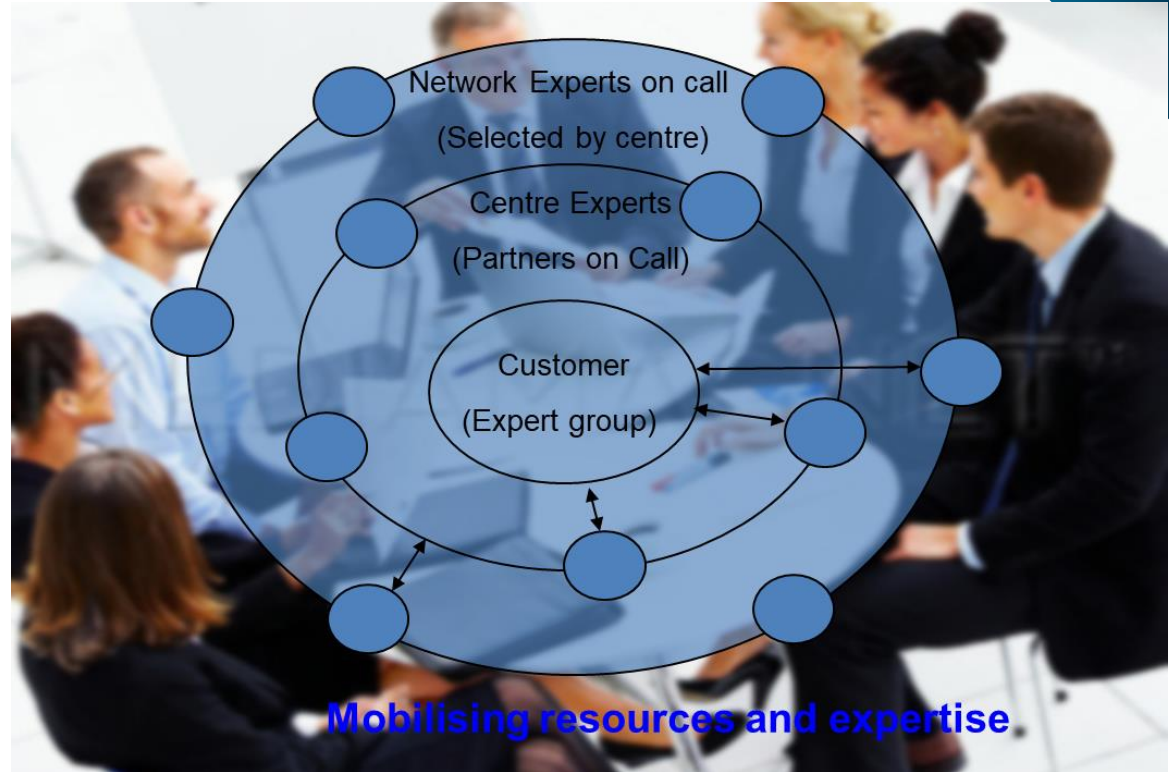 Network Experts on call
(Selected by centre)
Centre Experts
(Partners on Call)
Customer
(Expert group)
Mobilising resources and expertise